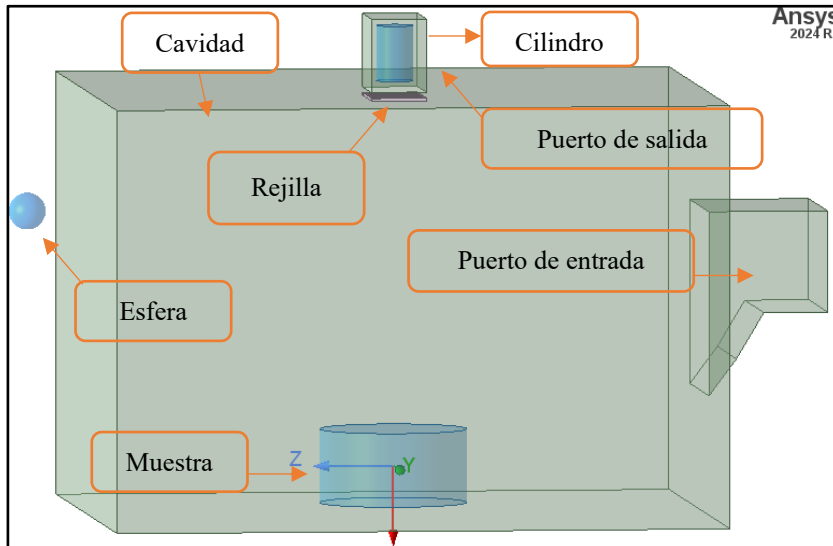 Ansys
2024 R
Cavidad
Cilindro
Puerto de salida
Rejilla
Puerto de entrada
Esfera
Muestra
Z
Y